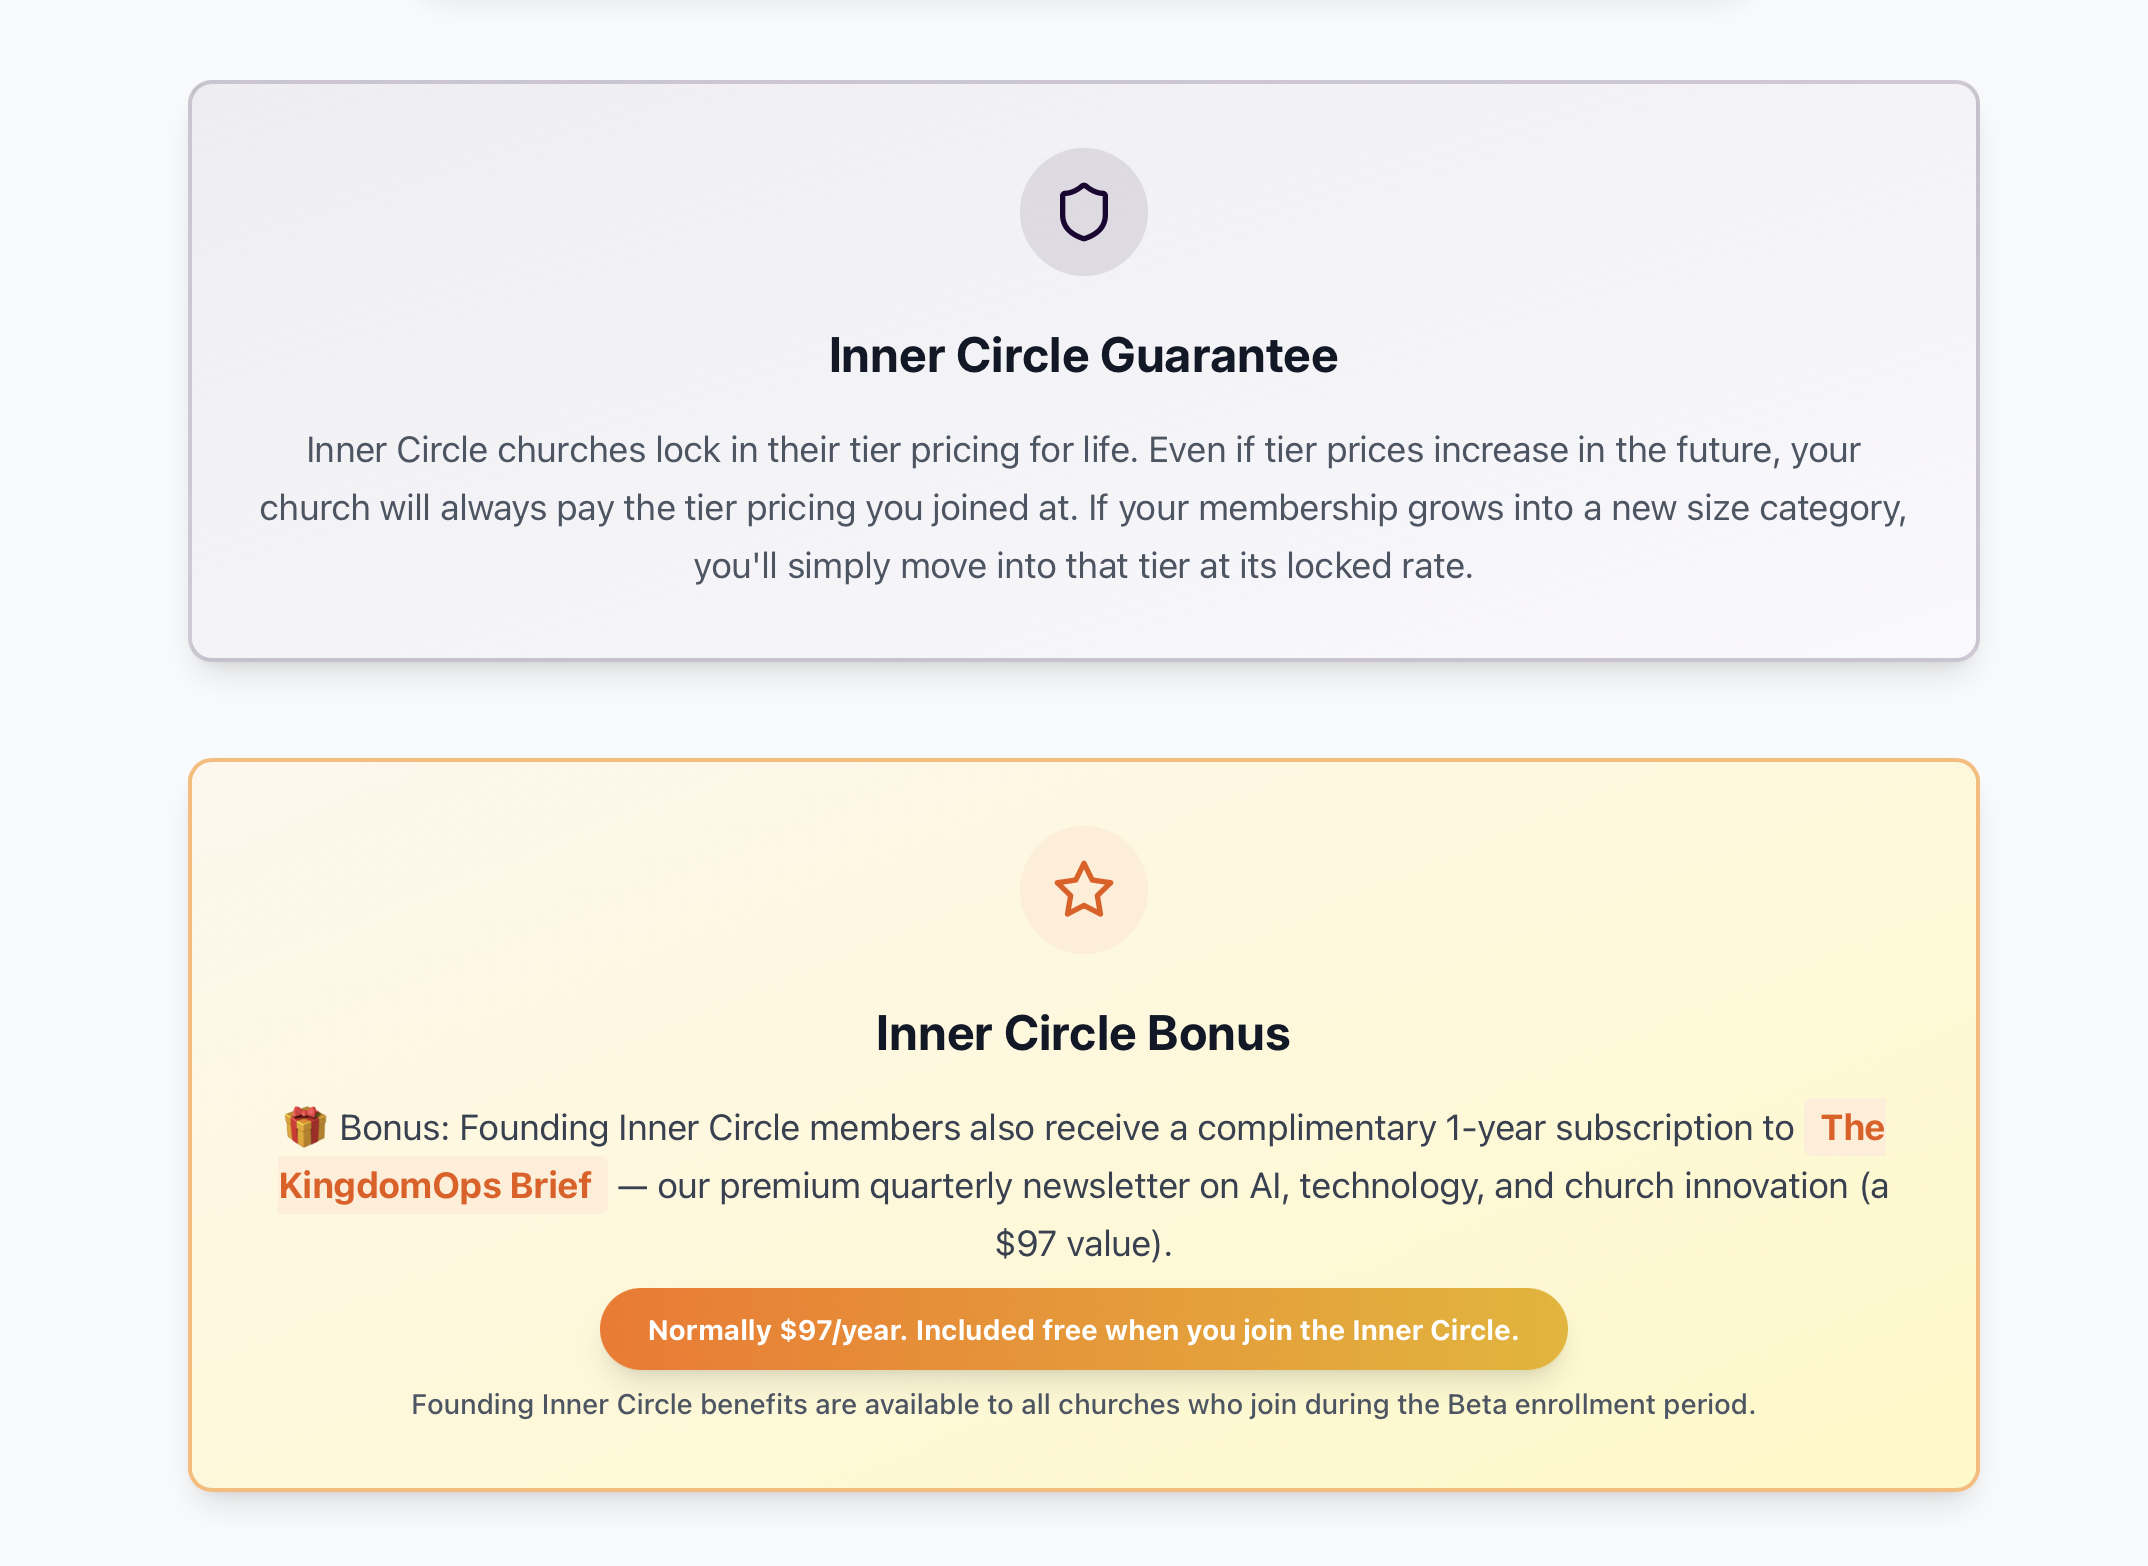 Inner Circle Guarantee
Inner Circle churches lock in their tier pricing for life. Even if tier prices increase in the future, your
church will always pay the tier pricing you joined at. If your membership grows into a new size category,
you'll simply move into that tier at its locked rate.
Inner Circle Bonus
🎁 Bonus: Founding Inner Circle members also receive a complimentary 1-year subscription to The
KingdomOps Brief — our premium quarterly newsletter on AI, technology, and church innovation (a
$97 value).
Normally $97/year. Included free when you join the Inner Circle.
Founding Inner Circle benefits are available to all churches who join during the Beta enrollment period.